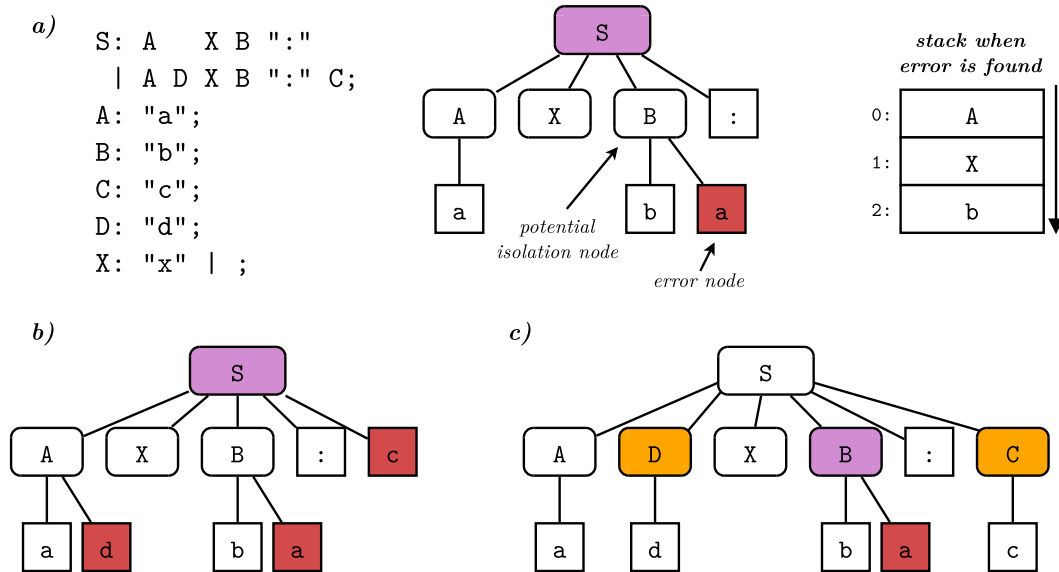 a)
S: A   X B ":"
 | A D X B ":" C;
A: "a";
B: "b";
C: "c";
D: "d";
X: "x" | ;
S
A X B :
a b a
potential
isolation node
error node
stack when
error is found
0: A
1: X
2: b
b)
S
A X B : c
a d b a
c)
S
A D X B : C
a d b a c